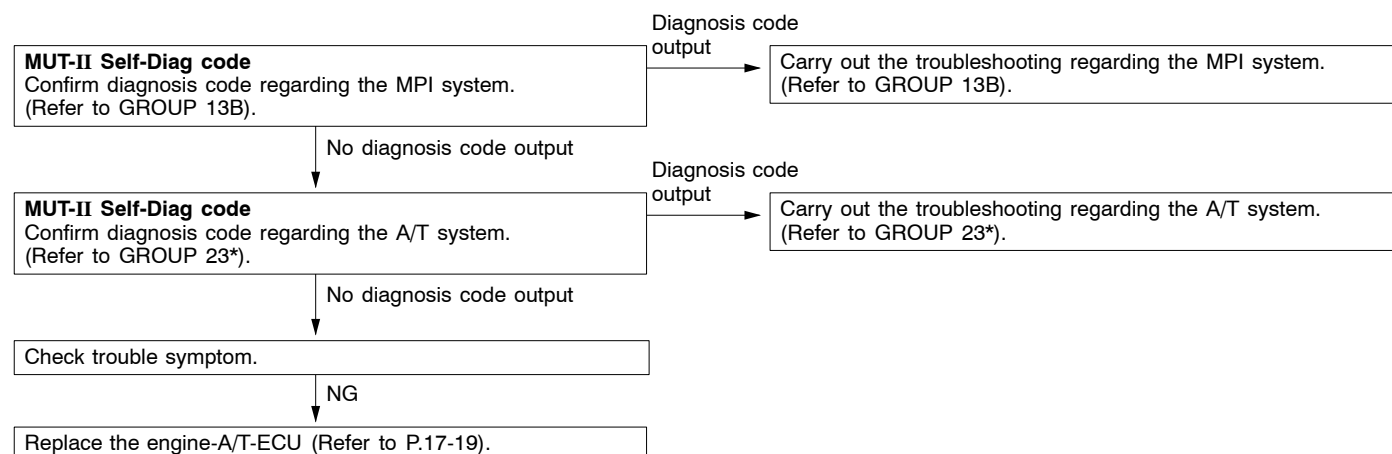 Diagnosis code
output
MUT-II Self-Diag code
Confirm diagnosis code regarding the MPI system.
(Refer to GROUP 13B).
Carry out the troubleshooting regarding the MPI system.
(Refer to GROUP 13B).
No diagnosis code output
Diagnosis code
output
MUT-II Self-Diag code
Confirm diagnosis code regarding the A/T system.
(Refer to GROUP 23*).
Carry out the troubleshooting regarding the A/T system.
(Refer to GROUP 23*).
No diagnosis code output
Check trouble symptom.
NG
Replace the engine-A/T-ECU (Refer to P.17-19).